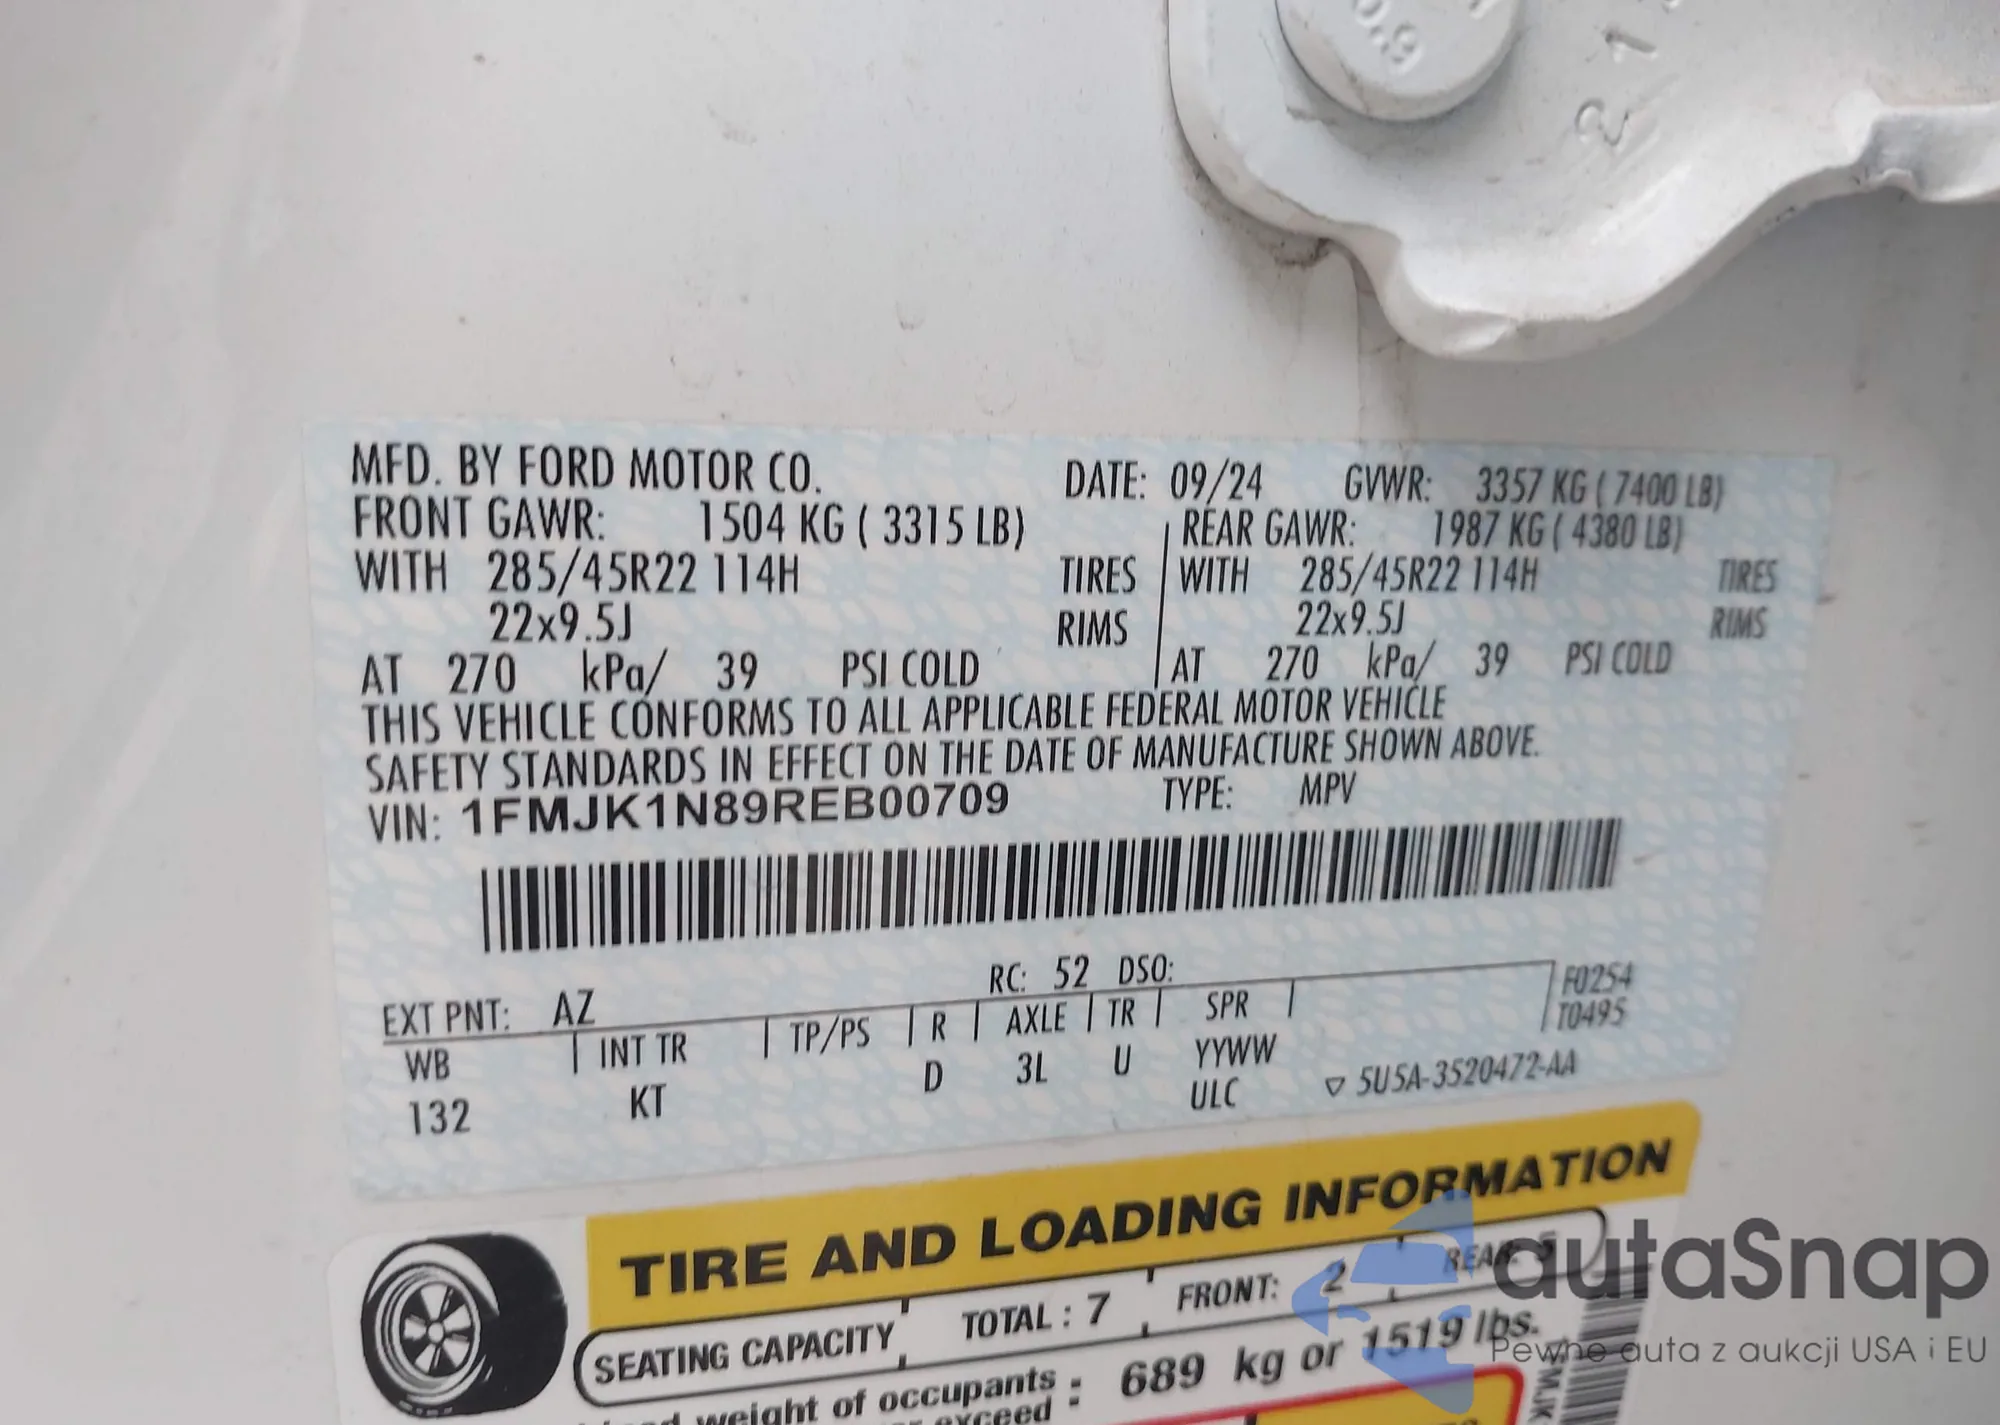 MFD. BY FORD MOTOR CO. DATE: 09/24 GVWR: 3357 KG ( 7400 LB)
FRONT GAWR: 1504 KG ( 3315 LB) REAR GAWR: 1987 KG ( 4380 LB)
WITH 285/45R22 114H TIRES WITH 285/45R22 114H TIRES
22x9.5J RIMS 22x9.5J RIMS
AT 270 kPa/ 39 PSI COLD AT 270 kPa/ 39 PSI COLD
THIS VEHICLE CONFORMS TO ALL APPLICABLE FEDERAL MOTOR VEHICLE
SAFETY STANDARDS IN EFFECT ON THE DATE OF MANUFACTURE SHOWN ABOVE.
VIN: 1FMJK1N89REB00709 TYPE: MPV
RC: 52 DSO:
EXT PNT: AZ F0254
WB INT TR TP/PS R AXLE TR SPR T0495
132 KT D 3L U YYWW
ULC ▽ 5U5A-3520472-AA
TIRE AND LOADING INFORMATION
SEATING CAPACITY TOTAL : 7 FRONT: 2 REAR: 5
weight of occupants : 689 kg or 1519 lbs.
exceed
autaSnap
Pewne auta z aukcji USA i EU